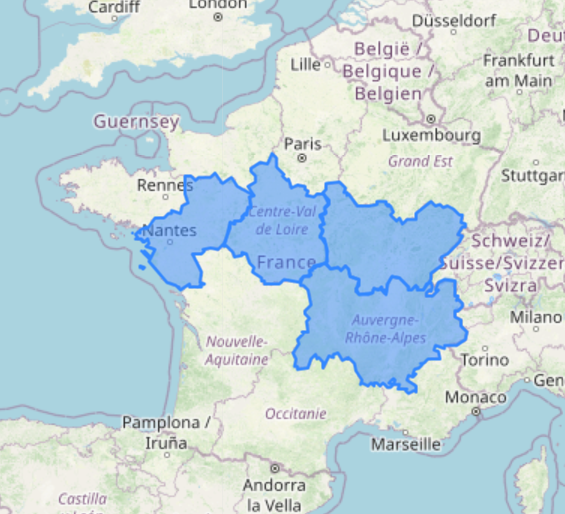 Cardiff
London
Düsseldorf
België /
Belgique /
Belgien
Deu
Lille
Frankfurt
am Main
Guernsey
Luxembourg
Paris
Grand Est
Stuttgar
Rennes
Centre-Val
de Loire
Nantes
Schweiz/
Suisse/Svizzer
Svizra
France
Auvergne-
Rhône-Alpes
Milano
Nouvelle-
Aquitaine
Torino
Gen
Monaco
Occitanie
Pamplona /
Iruña
Marseille
Andorra
la Vella
Castilla